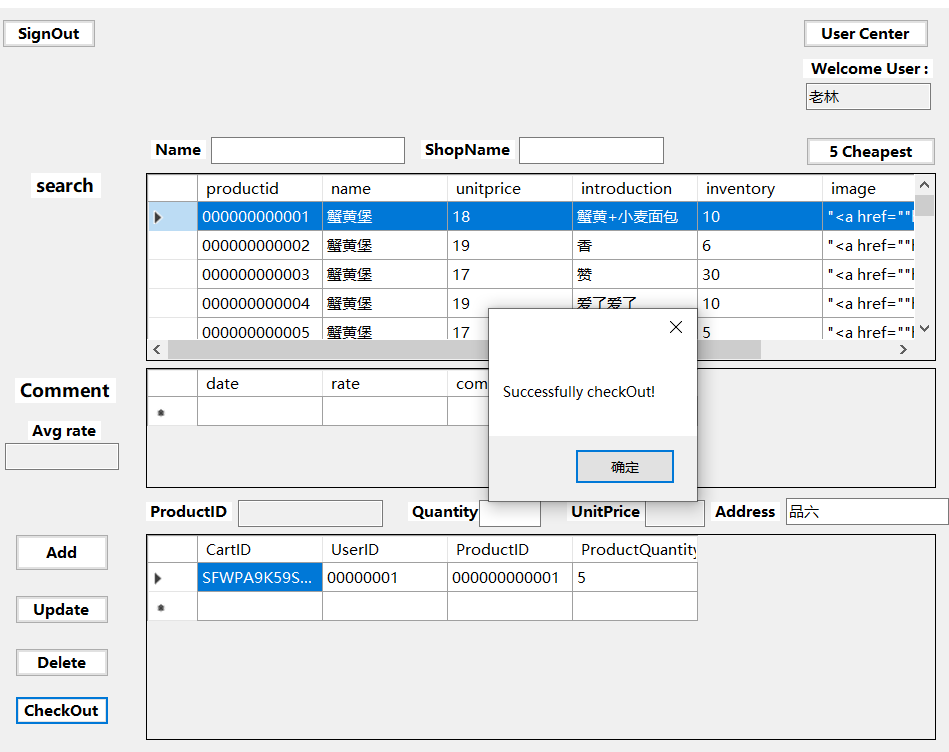 SignOut
User Center
Welcome User :
老林
Name
ShopName
5 Cheapest
search
productid name unitprice introduction inventory image
000000000001 蟹黄堡 18 蟹黄+小麦面包 10 "<a href=""
000000000002 蟹黄堡 19 香 6 "<a href=""
000000000003 蟹黄堡 17 赞 30 "<a href=""
000000000004 蟹黄堡 19 爱了爱了 10 "<a href=""
000000000005 蟹黄堡 17 5 "<a href=""
Successfully checkOut!
确定
Comment
date rate com
Avg rate
ProductID
Quantity
UnitPrice
Address
品六
Add
Update
Delete
CheckOut
CartID UserID ProductID ProductQuantity
SFWPA9K59S... 00000001 000000000001 5